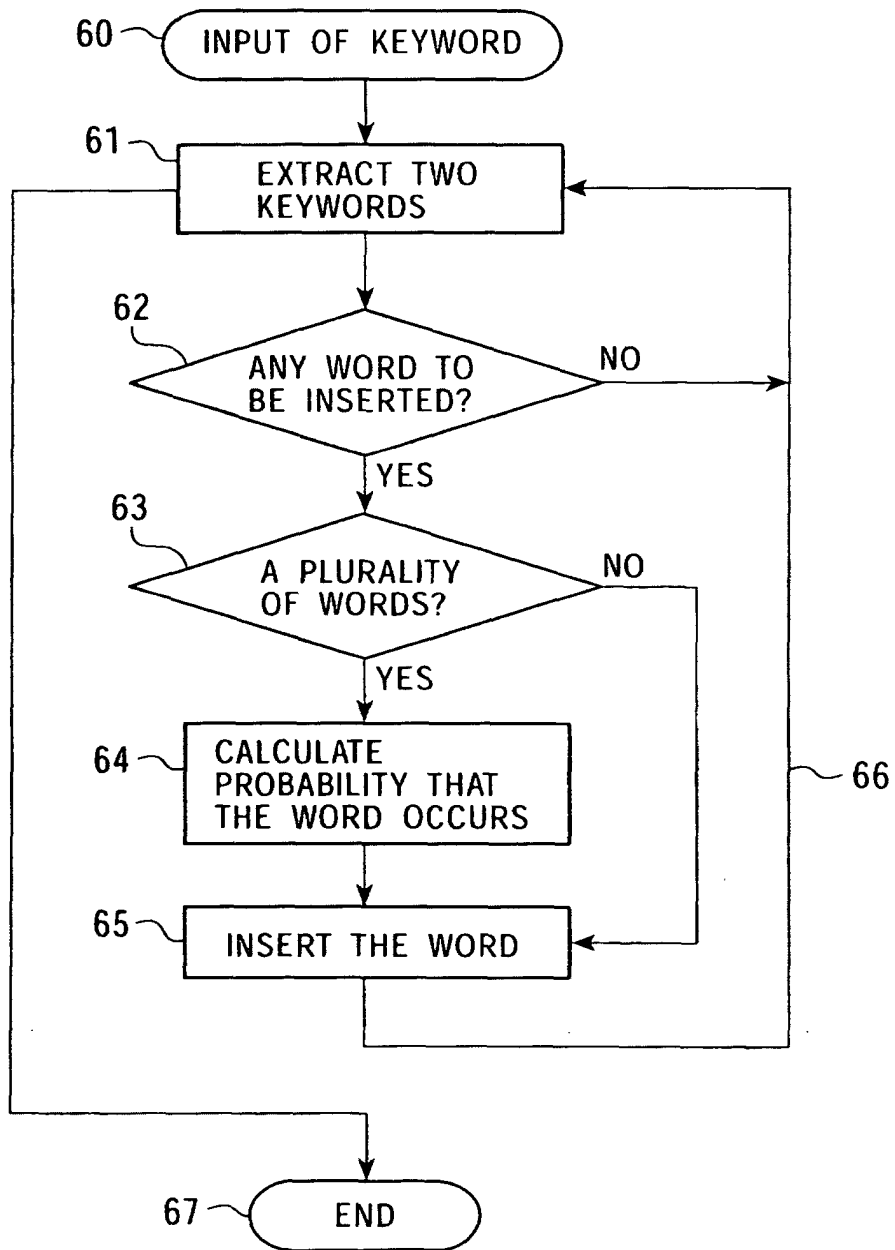 60
INPUT OF KEYWORD
61
EXTRACT TWO
KEYWORDS
62
ANY WORD TO
BE INSERTED?
NO
YES
63
A PLURALITY
OF WORDS?
NO
YES
64
CALCULATE
PROBABILITY THAT
THE WORD OCCURS
66
65
INSERT THE WORD
67
END